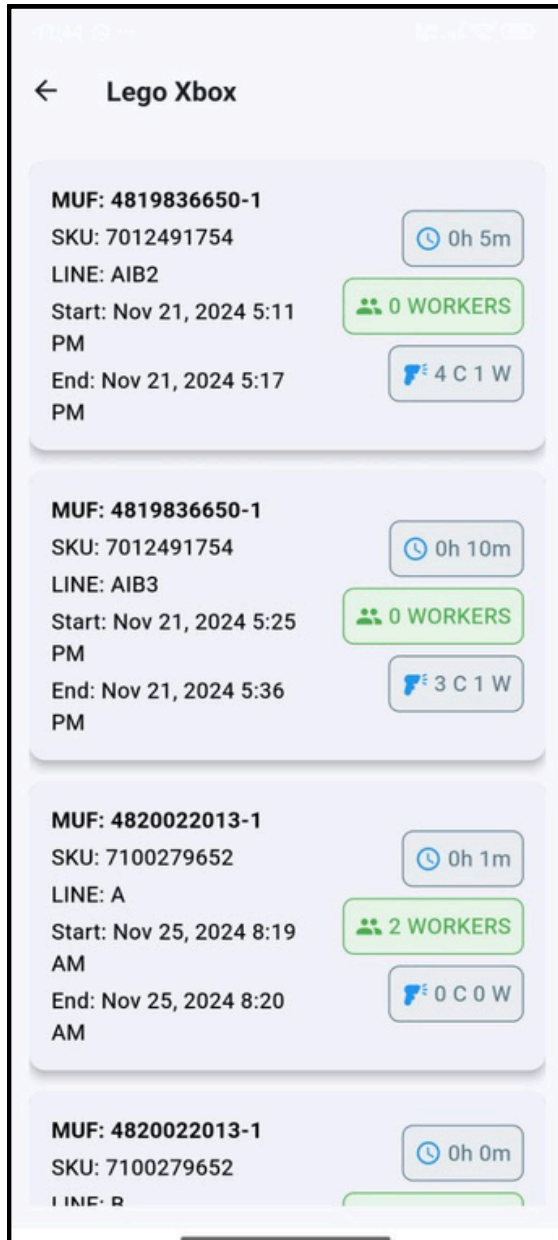 Lego Xbox
MUF: 4819836650-1
SKU: 7012491754
LINE: AIB2
Start: Nov 21, 2024 5:11
PM
End: Nov 21, 2024 5:17
PM
0h 5m
0 WORKERS
4 C 1 W
MUF: 4819836650-1
SKU: 7012491754
LINE: AIB3
Start: Nov 21, 2024 5:25
PM
End: Nov 21, 2024 5:36
PM
0h 10m
0 WORKERS
3 C 1 W
MUF: 4820022013-1
SKU: 7100279652
LINE: A
Start: Nov 25, 2024 8:19
AM
End: Nov 25, 2024 8:20
AM
0h 1m
2 WORKERS
0 C 0 W
MUF: 4820022013-1
SKU: 7100279652
LINE: B
0h 0m